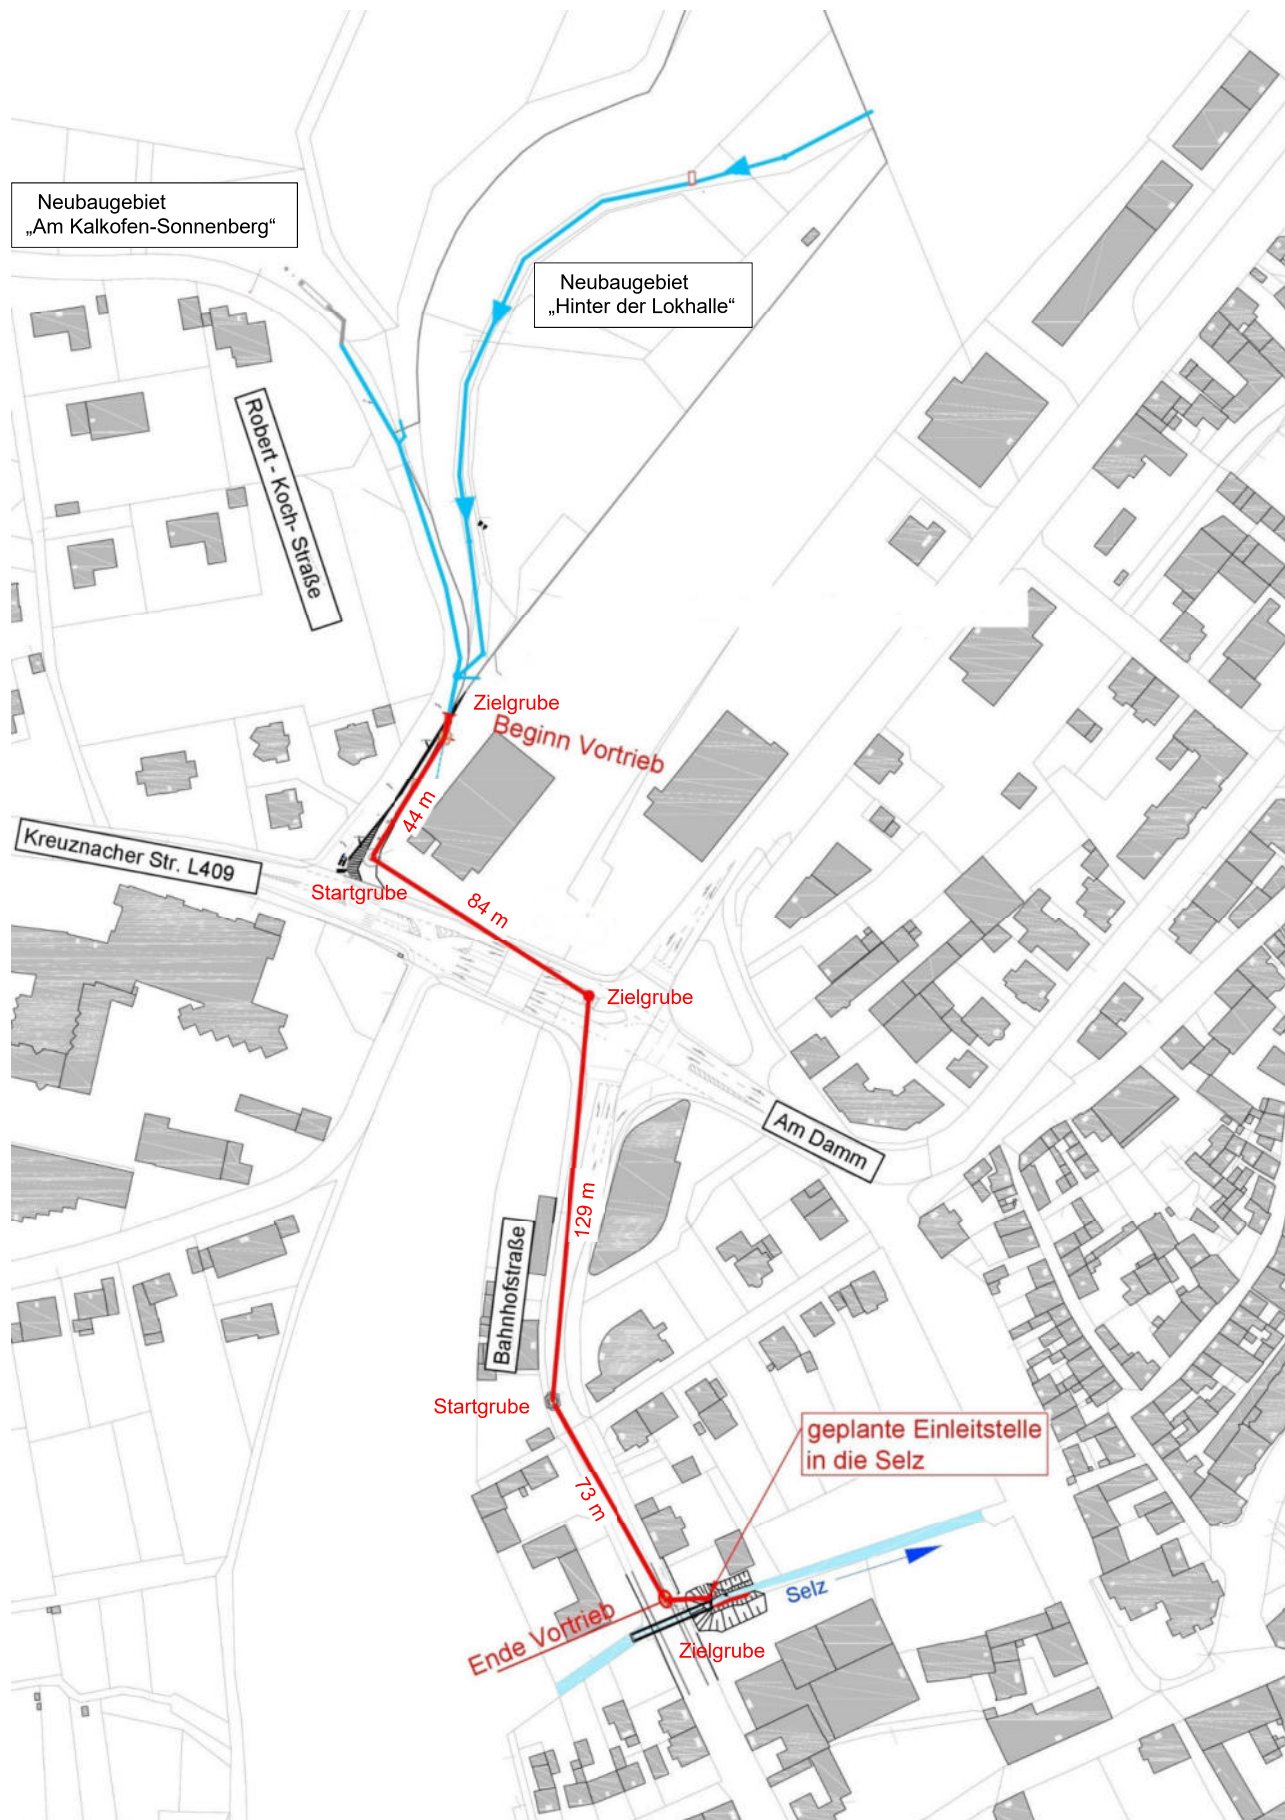 Neubaugebiet
„Am Kalkofen-Sonnenberg“
Neubaugebiet
„Hinter der Lokhalle“
Robert - Koch- Straße
Zielgrube
Beginn Vortrieb
44 m
Kreuznacher Str. L409
Startgrube
84 m
Zielgrube
Am Damm
129 m
Bahnhofstraße
Startgrube
geplante Einleitstelle
in die Selz
73 m
Selz
Ende Vortrieb
Zielgrube